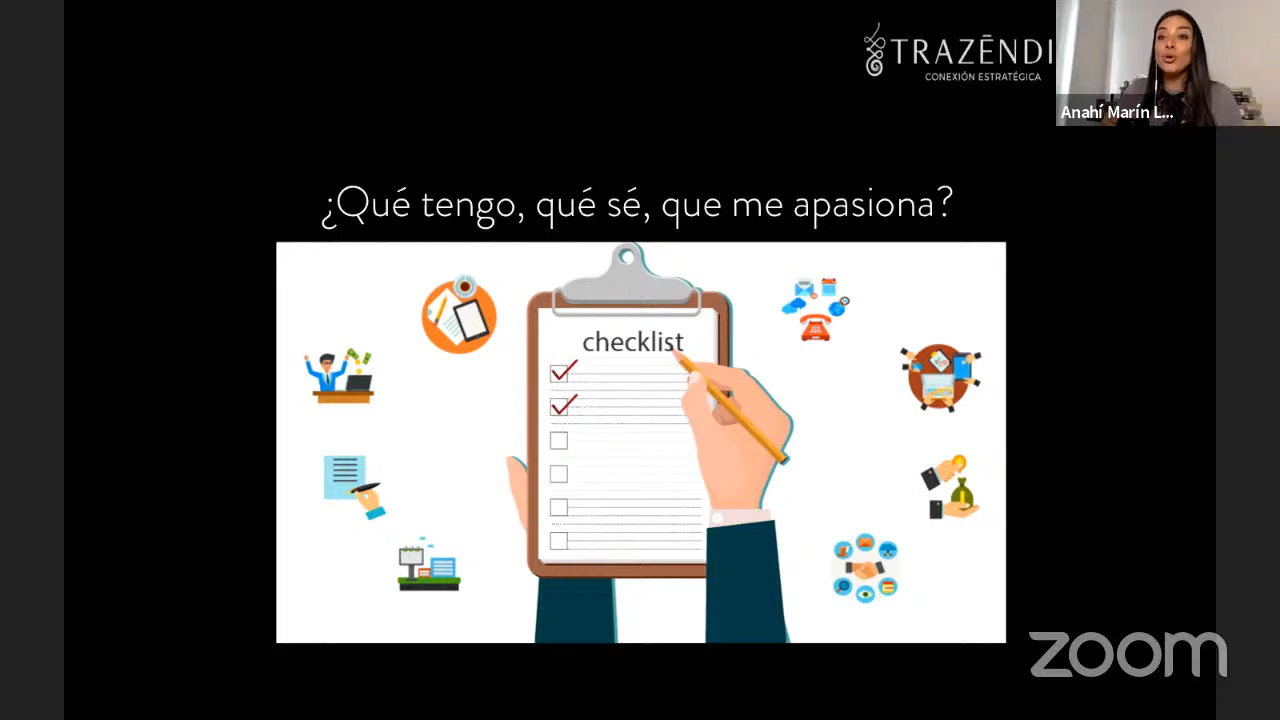 TRAZĒNDI
CONEXIÓN ESTRATÉGICA
Anahí Marín L...
¿Qué tengo, qué sé, que me apasiona?
checklist
zoom